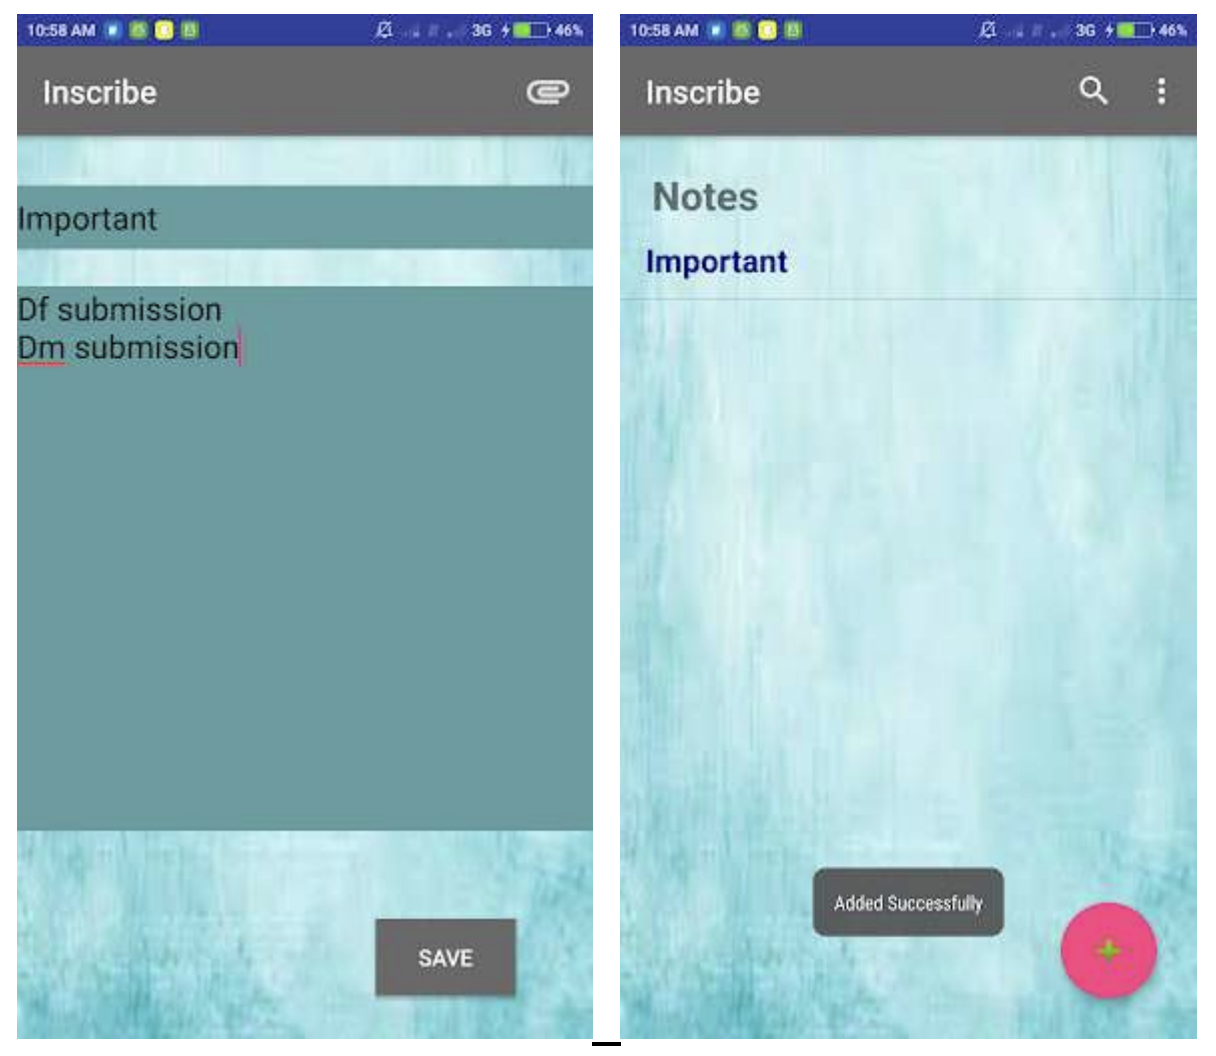 10:58 AM 3G 46%
Inscribe
Important
Df submission
Dm submission
SAVE
10:58 AM 3G 46%
Inscribe
Notes
Important
Added Successfully